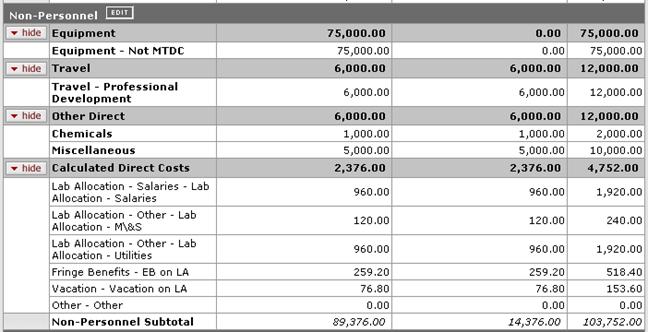 Non-Personnel EDIT
hide Equipment 75,000.00 0.00 75,000.00
Equipment - Not MTDC 75,000.00 0.00 75,000.00
hide Travel 6,000.00 6,000.00 12,000.00
Travel - Professional
Development 6,000.00 6,000.00 12,000.00
hide Other Direct 6,000.00 6,000.00 12,000.00
Chemicals 1,000.00 1,000.00 2,000.00
Miscellaneous 5,000.00 5,000.00 10,000.00
hide Calculated Direct Costs 2,376.00 2,376.00 4,752.00
Lab Allocation - Salaries - Lab
Allocation - Salaries 960.00 960.00 1,920.00
Lab Allocation - Other - Lab
Allocation - M\&S 120.00 120.00 240.00
Lab Allocation - Other - Lab
Allocation - Utilities 960.00 960.00 1,920.00
Fringe Benefits - EB on LA 259.20 259.20 518.40
Vacation - Vacation on LA 76.80 76.80 153.60
Other - Other 0.00 0.00 0.00
Non-Personnel Subtotal 89,376.00 14,376.00 103,752.00